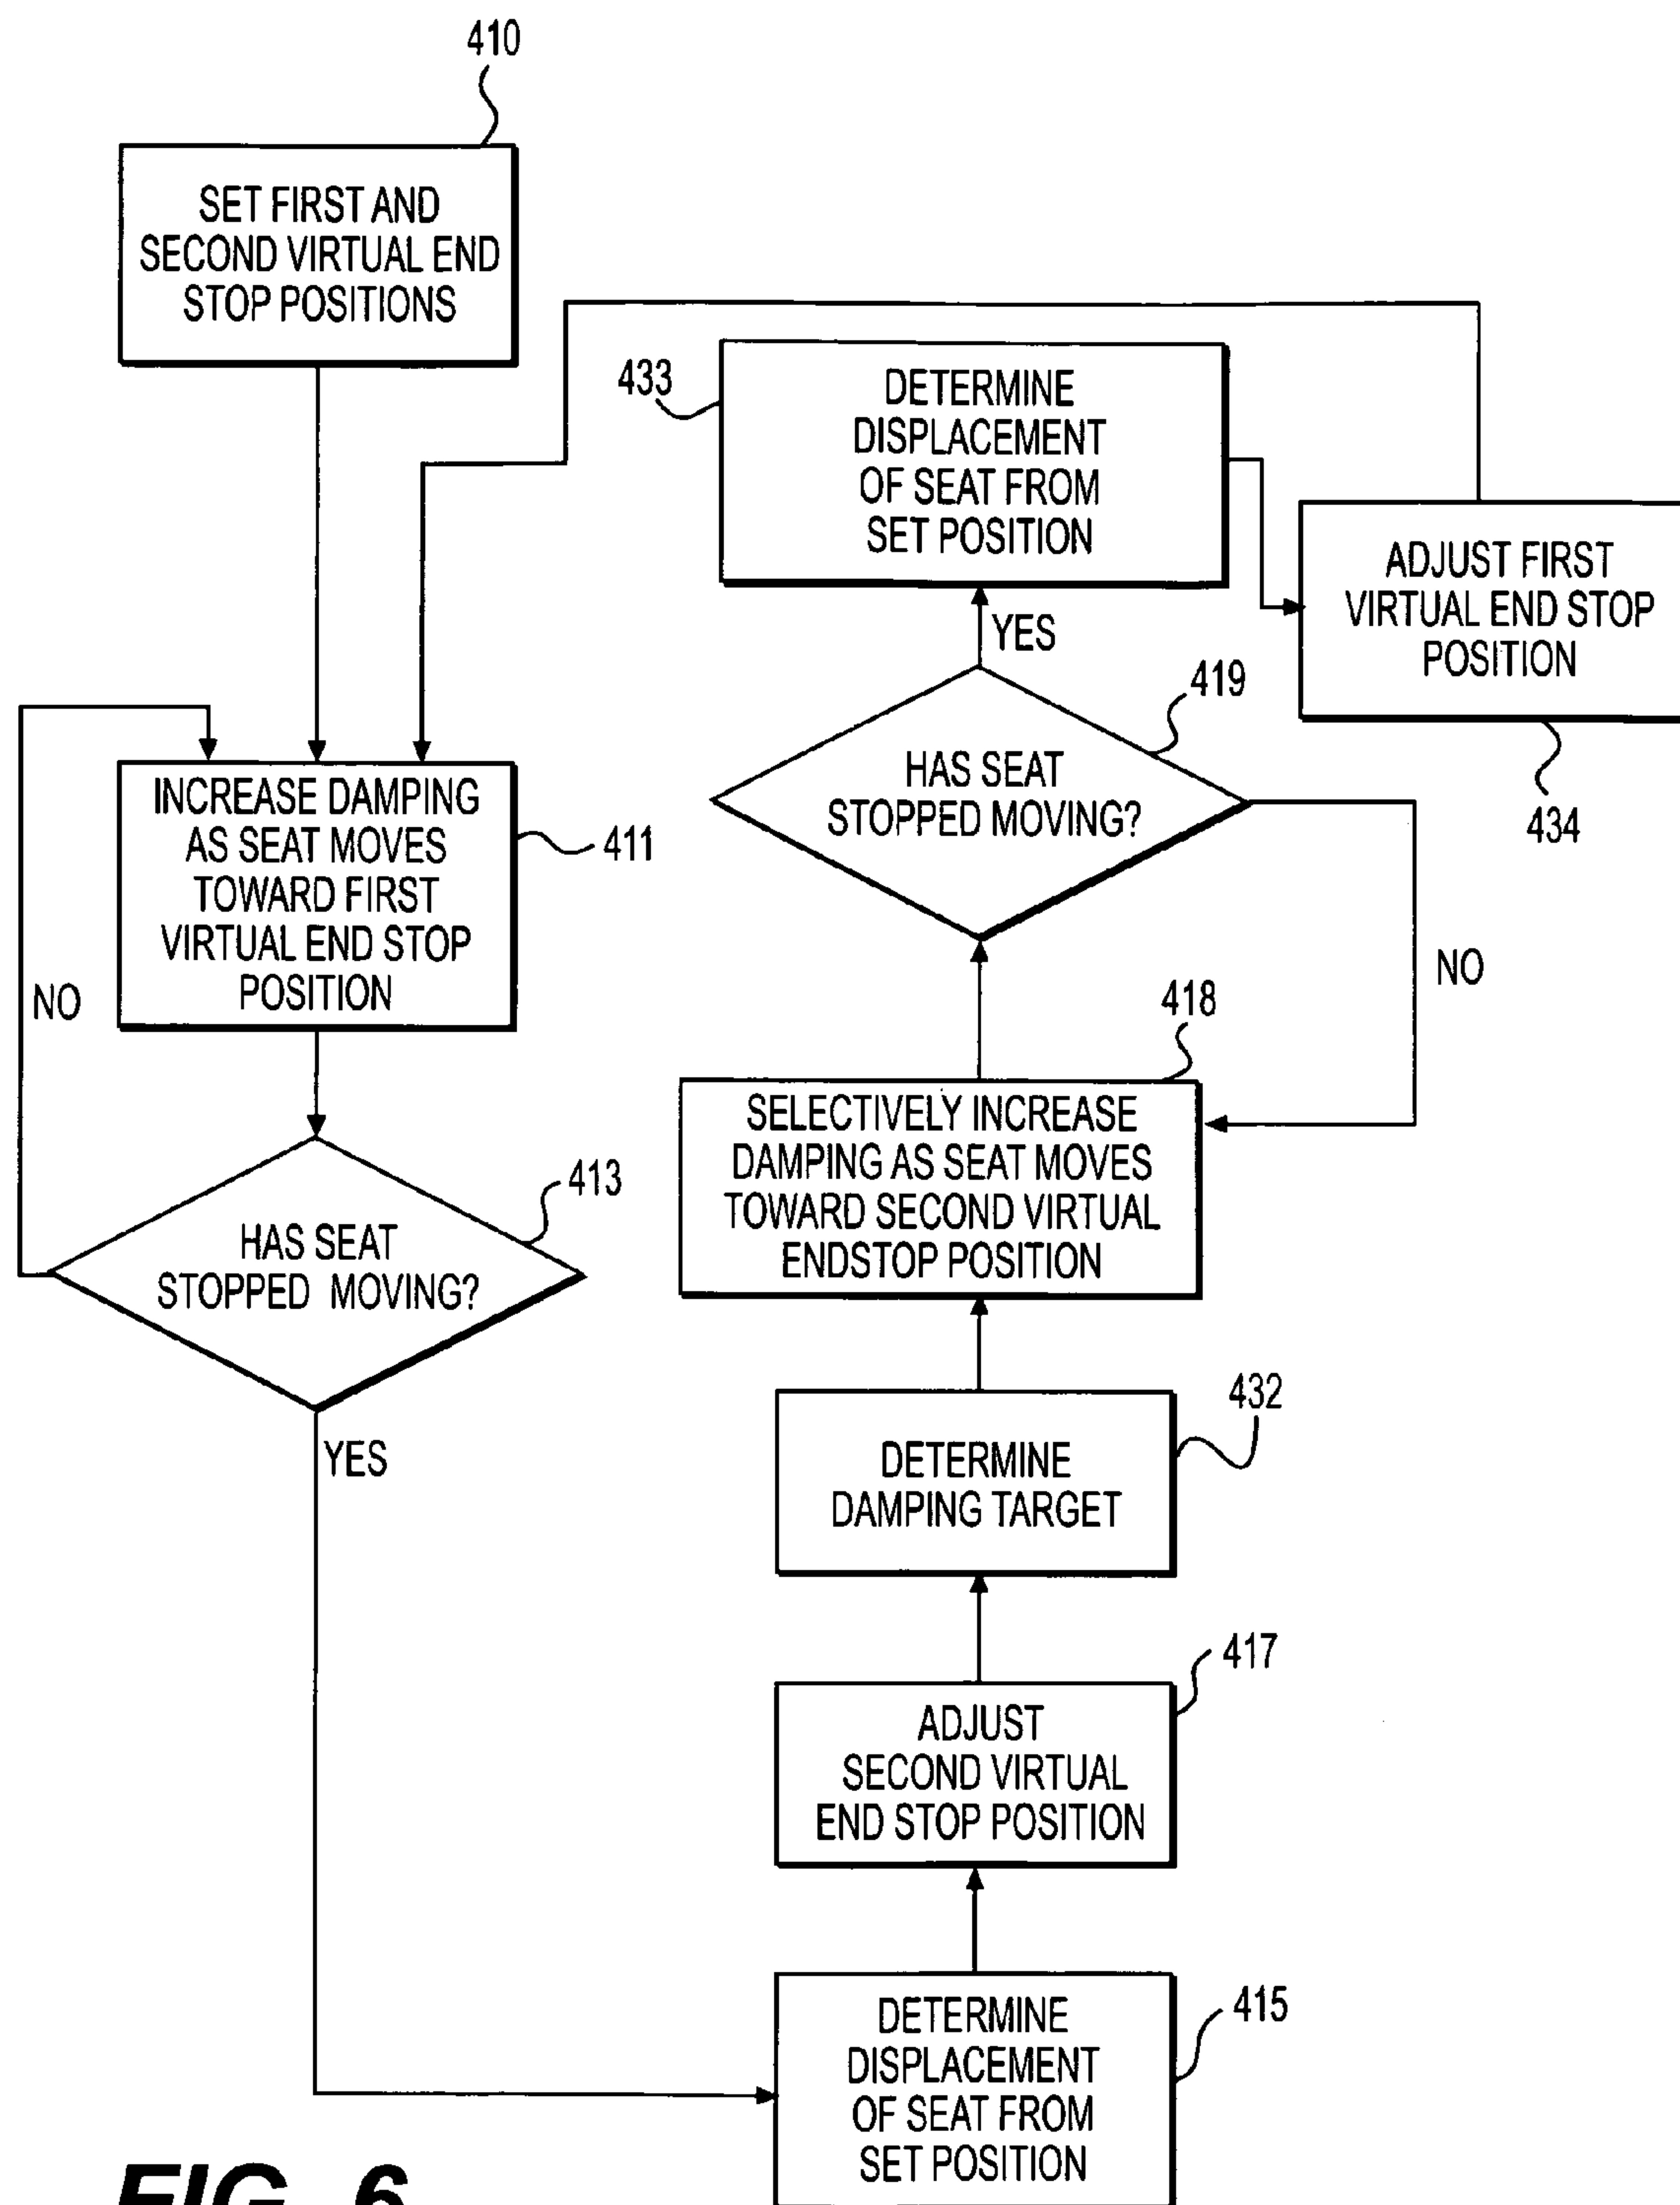 410
SET FIRST AND
SECOND VIRTUAL END
STOP POSITIONS
433
DETERMINE
DISPLACEMENT
OF SEAT FROM
SET POSITION
ADJUST FIRST
VIRTUAL END STOP
POSITION
434
YES
419
HAS SEAT
STOPPED MOVING?
NO
INCREASE DAMPING
AS SEAT MOVES
TOWARD FIRST
VIRTUAL END STOP
POSITION
411
NO
418
SELECTIVELY INCREASE
DAMPING AS SEAT MOVES
TOWARD SECOND VIRTUAL
ENDSTOP POSITION
413
HAS SEAT
STOPPED MOVING?
YES
432
DETERMINE
DAMPING TARGET
417
ADJUST
SECOND VIRTUAL
END STOP POSITION
415
DETERMINE
DISPLACEMENT
OF SEAT FROM
SET POSITION
FIG. 6